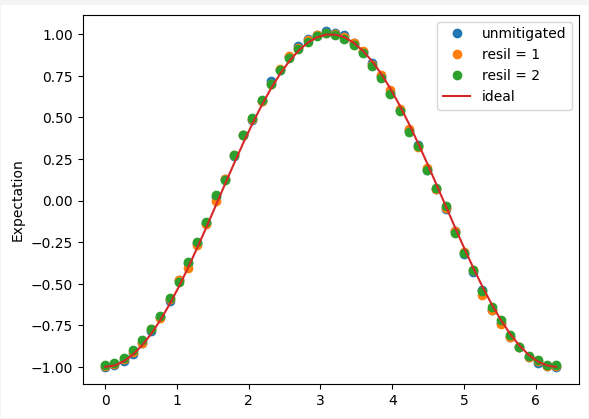 1.00
0.75
0.50
0.25
0.00
−0.25
−0.50
−0.75
−1.00
Expectation
unmitigated
resil = 1
resil = 2
ideal
0 1 2 3 4 5 6